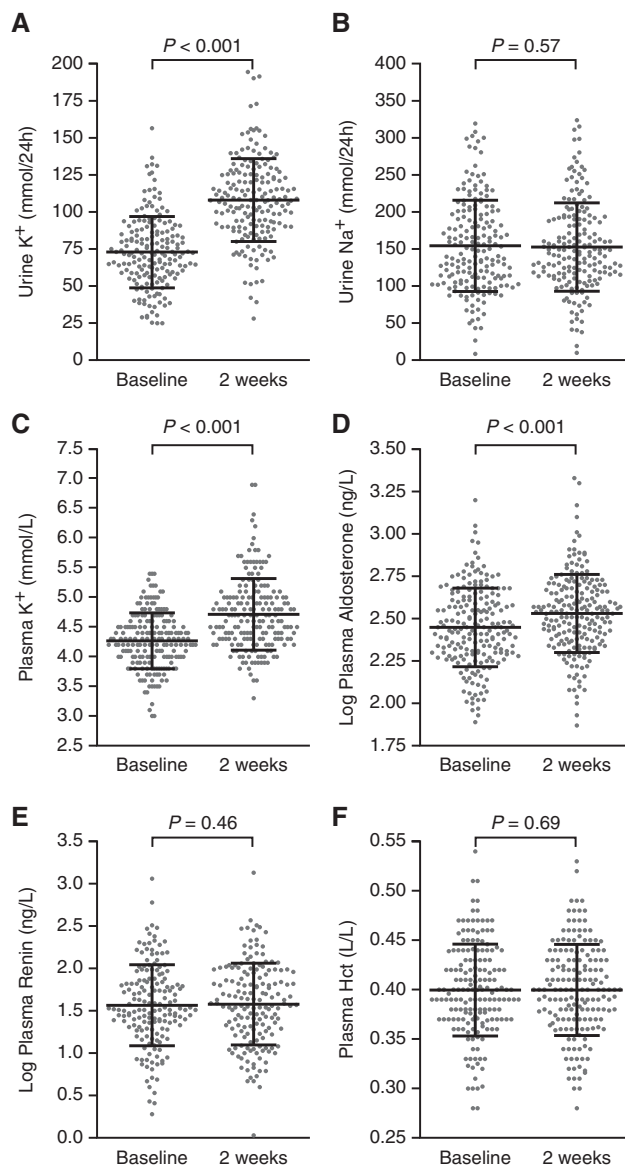 A
P < 0.001
Urine K+ (mmol/24h)
200
175
150
125
100
75
50
25
0
Baseline 2 weeks
B
P = 0.57
Urine Na+ (mmol/24h)
400
350
300
250
200
150
100
50
0
Baseline 2 weeks
C
P < 0.001
Plasma K+ (mmol/L)
7.5
7.0
6.5
6.0
5.5
5.0
4.5
4.0
3.5
3.0
2.5
Baseline 2 weeks
D
P < 0.001
Log Plasma Aldosterone (ng/L)
3.50
3.25
3.00
2.75
2.50
2.25
2.00
1.75
Baseline 2 weeks
E
P = 0.46
Log Plasma Renin (ng/L)
3.5
3.0
2.5
2.0
1.5
1.0
0.5
0.0
Baseline 2 weeks
F
P = 0.69
Plasma Hct (L/L)
0.55
0.50
0.45
0.40
0.35
0.30
0.25
Baseline 2 weeks